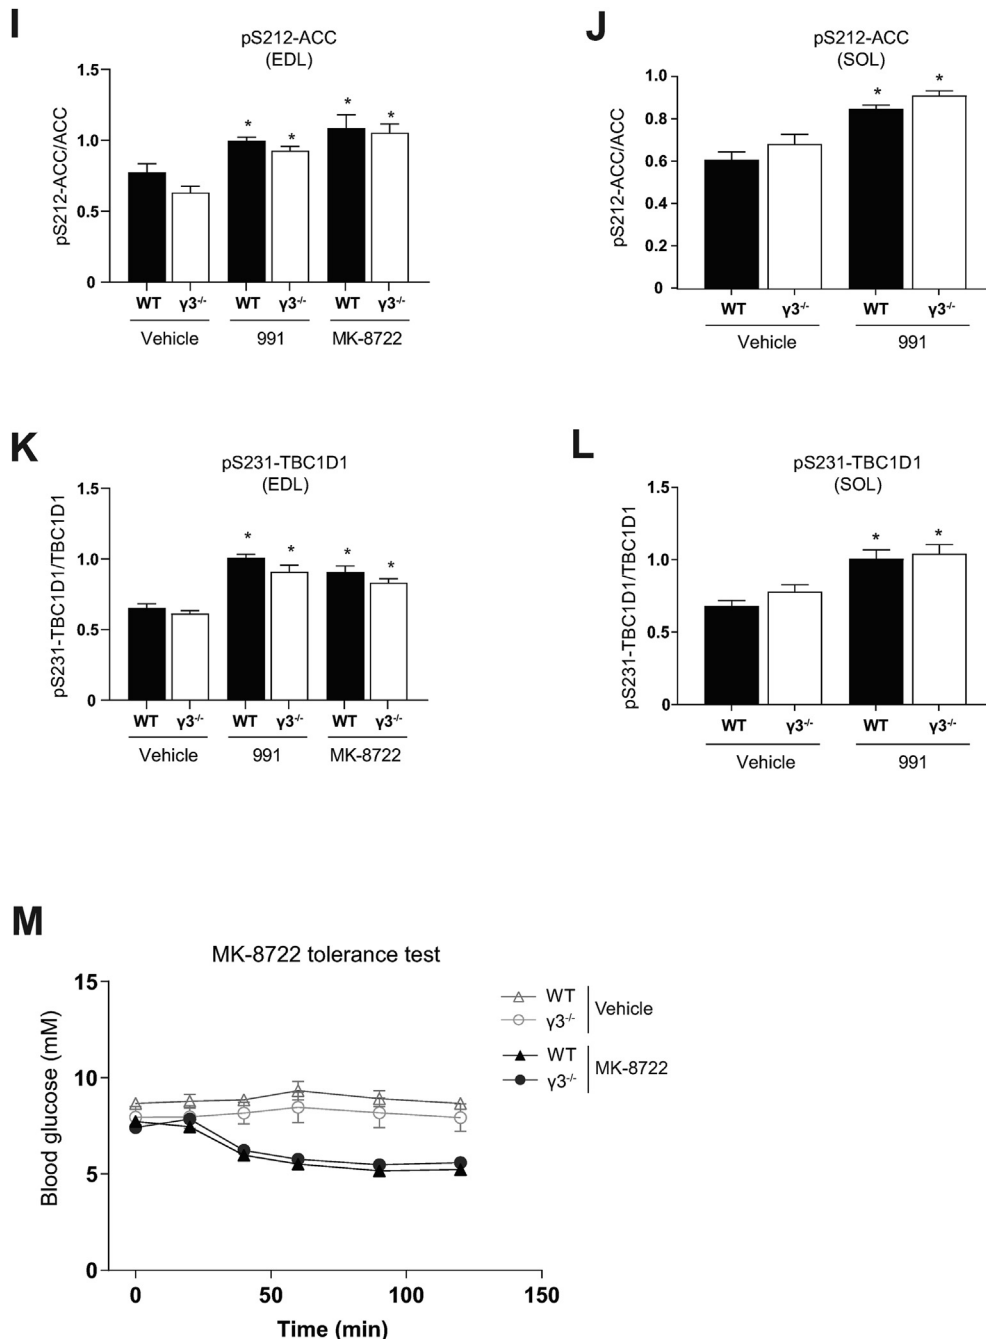 I
pS212-ACC
(EDL)
pS212-ACC/ACC
1.5
1.0
0.5
0
* * * *
WT γ3-/- WT γ3-/- WT γ3-/-
Vehicle 991 MK-8722
J
pS212-ACC
(SOL)
pS212-ACC/ACC
1.0
0.8
0.6
0.4
0.2
0
* *
WT γ3-/- WT γ3-/-
Vehicle 991
K
pS231-TBC1D1
(EDL)
pS231-TBC1D1/TBC1D1
1.5
1.0
0.5
0
* * * *
WT γ3-/- WT γ3-/- WT γ3-/-
Vehicle 991 MK-8722
L
pS231-TBC1D1
(SOL)
pS231-TBC1D1/TBC1D1
1.5
1.0
0.5
0
* *
WT γ3-/- WT γ3-/-
Vehicle 991
M
MK-8722 tolerance test
Blood glucose (mM)
15
10
5
0
0 50 100 150
Time (min)
WT
γ3-/-
Vehicle
WT
γ3-/-
MK-8722